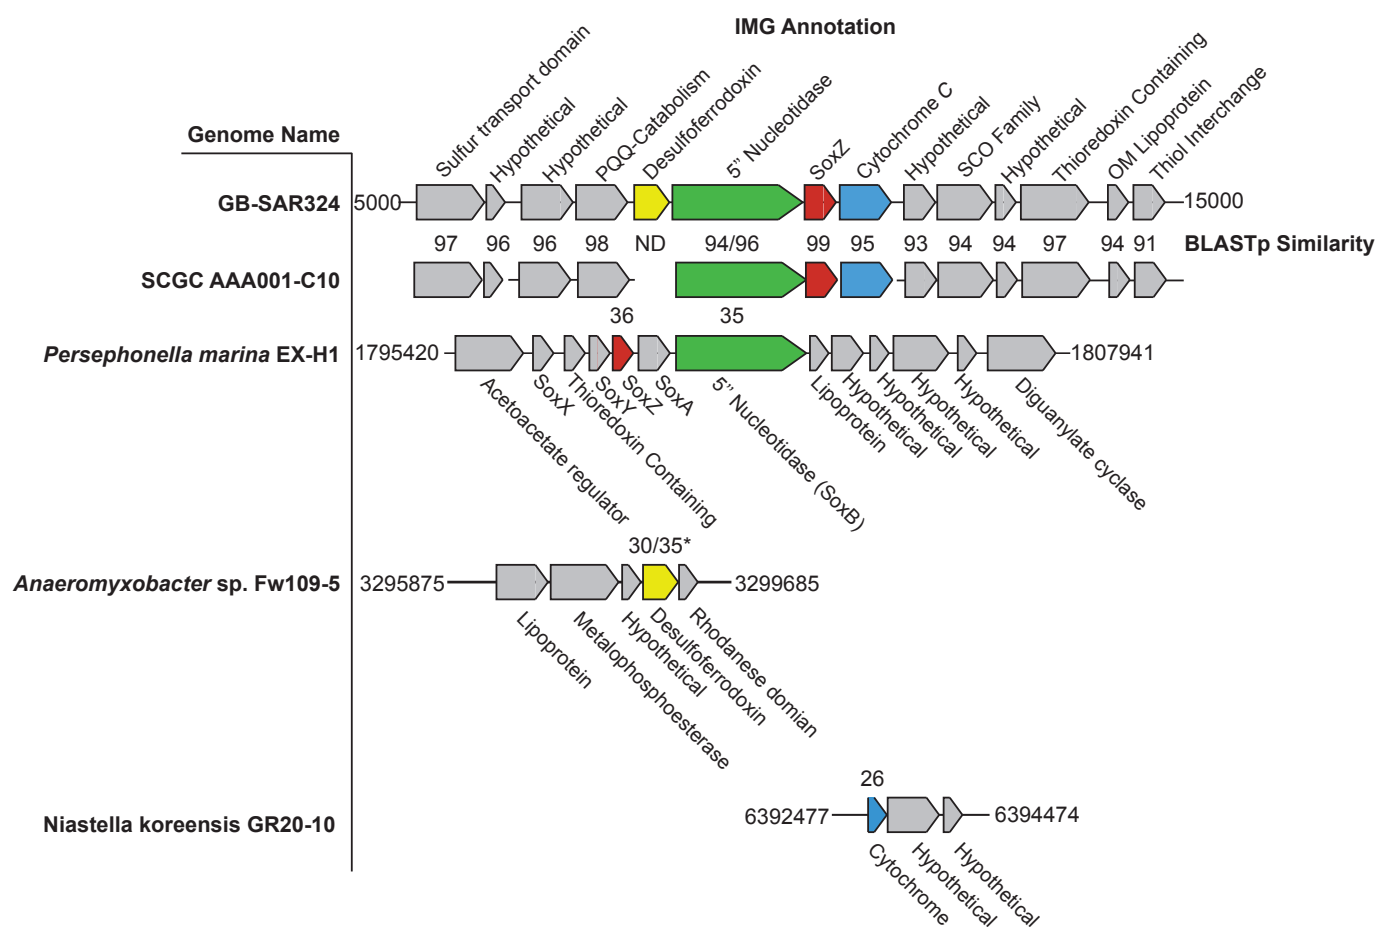 IMG Annotation
Genome Name
Sulfur transport domain
Hypothetical
Hypothetical
PQQ-Catabolism
Desulfoferrodoxin
5" Nucleotidase
SoxZ
Cytochrome C
Hypothetical
SCO Family
Hypothetical
Thioredoxin Containing
OM Lipoprotein
Thiol Interchange
GB-SAR324 5000 15000
97 96 96 98 ND 94/96 99 95 93 94 94 97 94 91 BLASTp Similarity
SCGC AAA001-C10
36 35
Persephonella marina EX-H1 1795420 1807941
Acetoacetate regulator
SoxX
Thioredoxin Containing
SoxY
SoxZ
SoxA
5" Nucleotidase (SoxB)
Lipoprotein
Hypothetical
Hypothetical
Hypothetical
Hypothetical
Diguanylate cyclase
30/35*
Anaeromyxobacter sp. Fw109-5 3295875 3299685
Lipoprotein
Metalophosphoesterase
Hypothetical
Desulfoferrodoxin
Rhodanese domian
26
Niastella koreensis GR20-10 6392477 6394474
Cytochrome
Hypothetical
Hypothetical